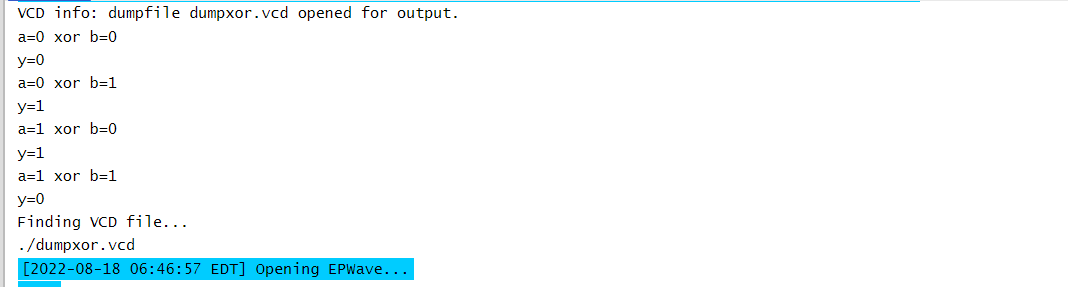 VCD info: dumpfile dumpxor.vcd opened for output.
a=0 xor b=0
y=0
a=0 xor b=1
y=1
a=1 xor b=0
y=1
a=1 xor b=1
y=0
Finding VCD file...
./dumpxor.vcd
[2022-08-18 06:46:57 EDT] Opening EPWave...